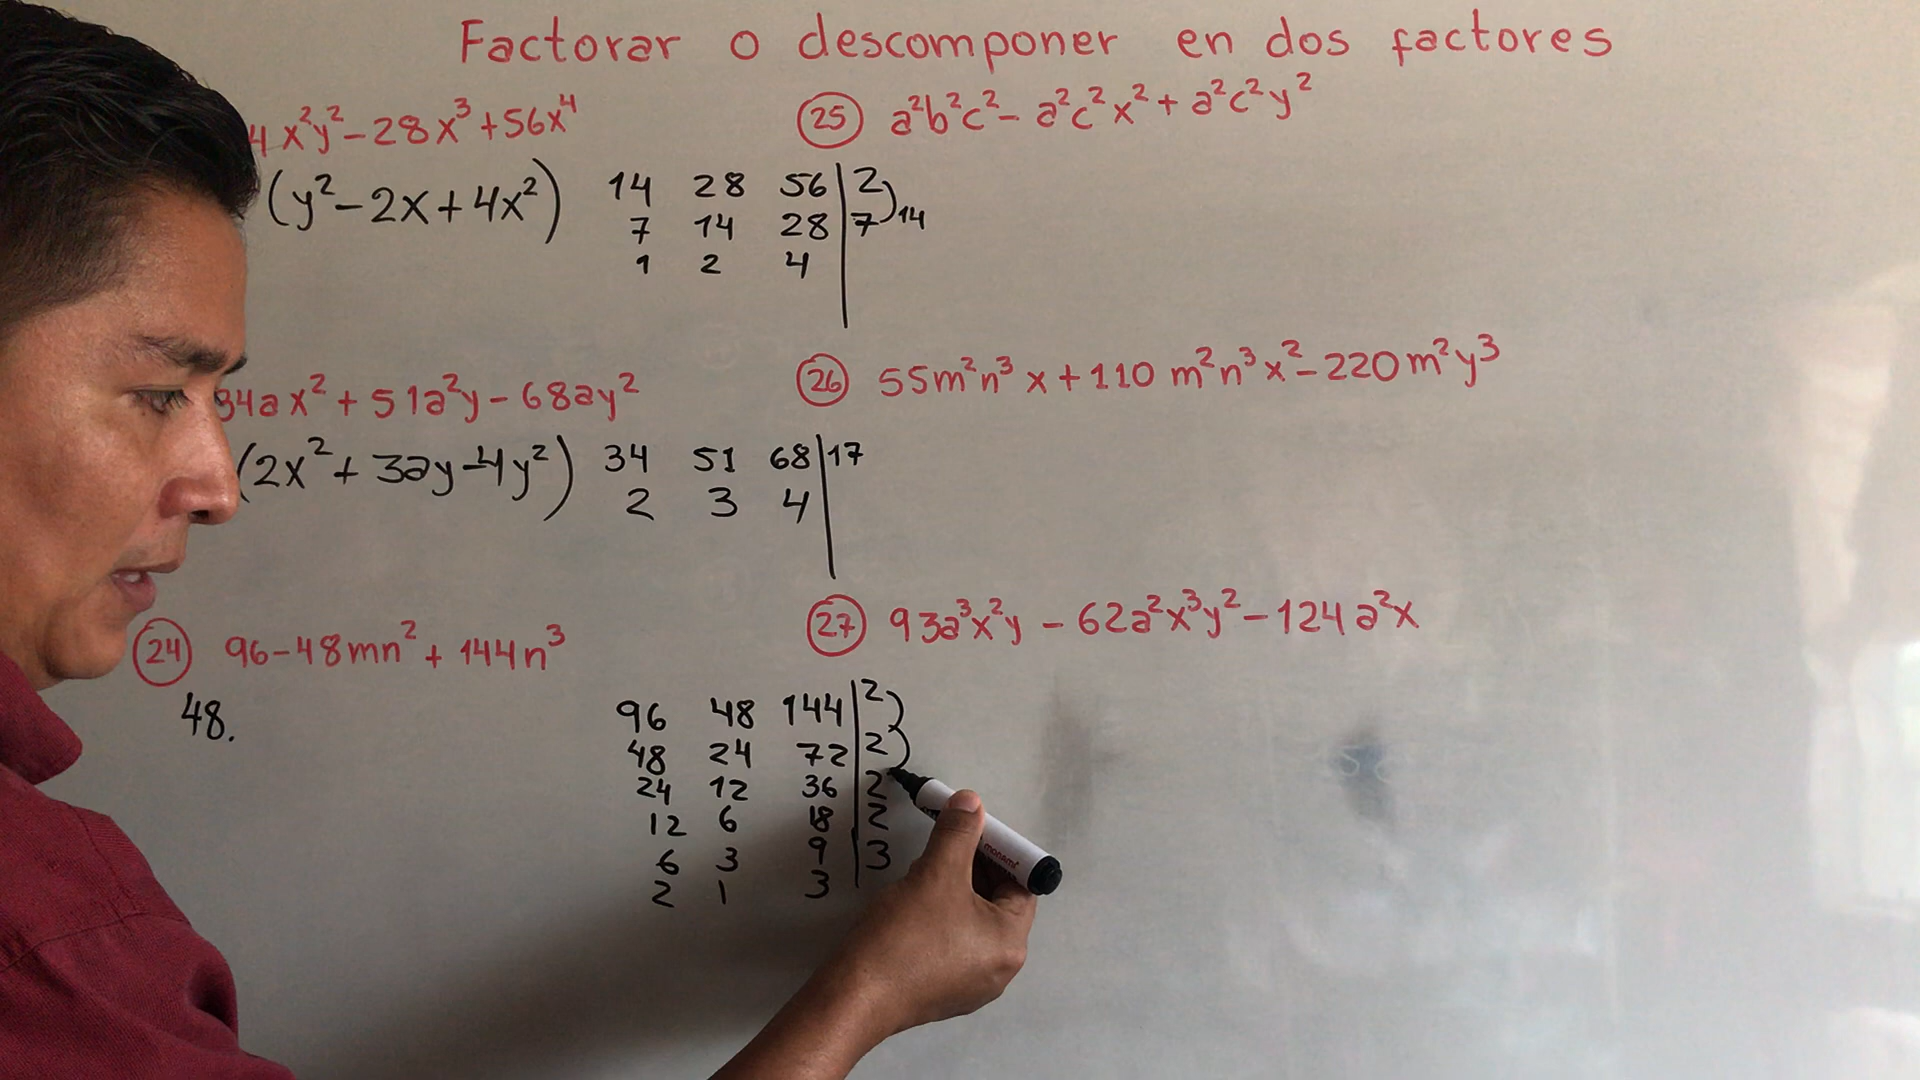 Factorar o descomponer en dos factores
4x²y² - 28x³ + 56x⁴
(y² - 2x + 4x²)
14 28 56 | 2
7 14 28 | 7 14
1 2 4
34ax² + 51a²y - 68ay²
(2x² + 3ay - 4y²)
34 51 68 | 17
2 3 4
24 96 - 48mn² + 144n³
48.
96 48 144 | 2
48 24 72 | 2
24 12 36 | 2
12 6 18 | 2
6 3 9 | 3
2 1 3
25 a²b²c² - a²c²x² + a²c²y²
26 55m²n³x + 110m²n³x² - 220m²y³
27 93a³x²y - 62a²x³y² - 124a²x